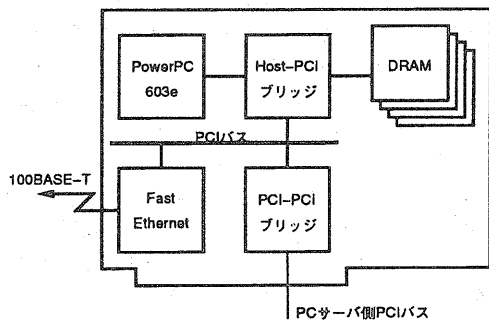 PowerPC
603e
Host-PCI
ブリッジ
DRAM
PCIバス
100BASE-T
Fast
Ethernet
PCI-PCI
ブリッジ
PCサーバ側PCIバス